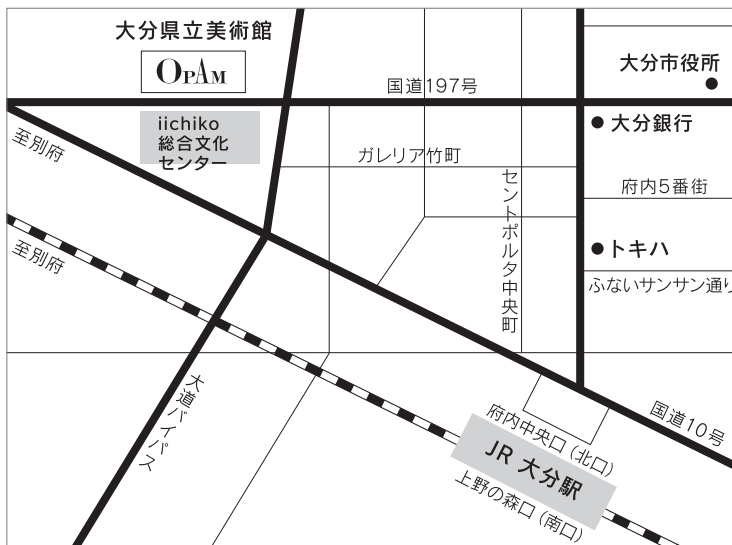 大分県立美術館
OPAM
大分市役所
国道197号
iichiko
総合文化
センター
大分銀行
至別府
ガレリア竹町
府内5番街
セントポルタ中央町
トキハ
至別府
ふないサンサン通り
大道バイパス
府内中央口(北口)
国道10号
JR 大分駅
上野の森口(南口)